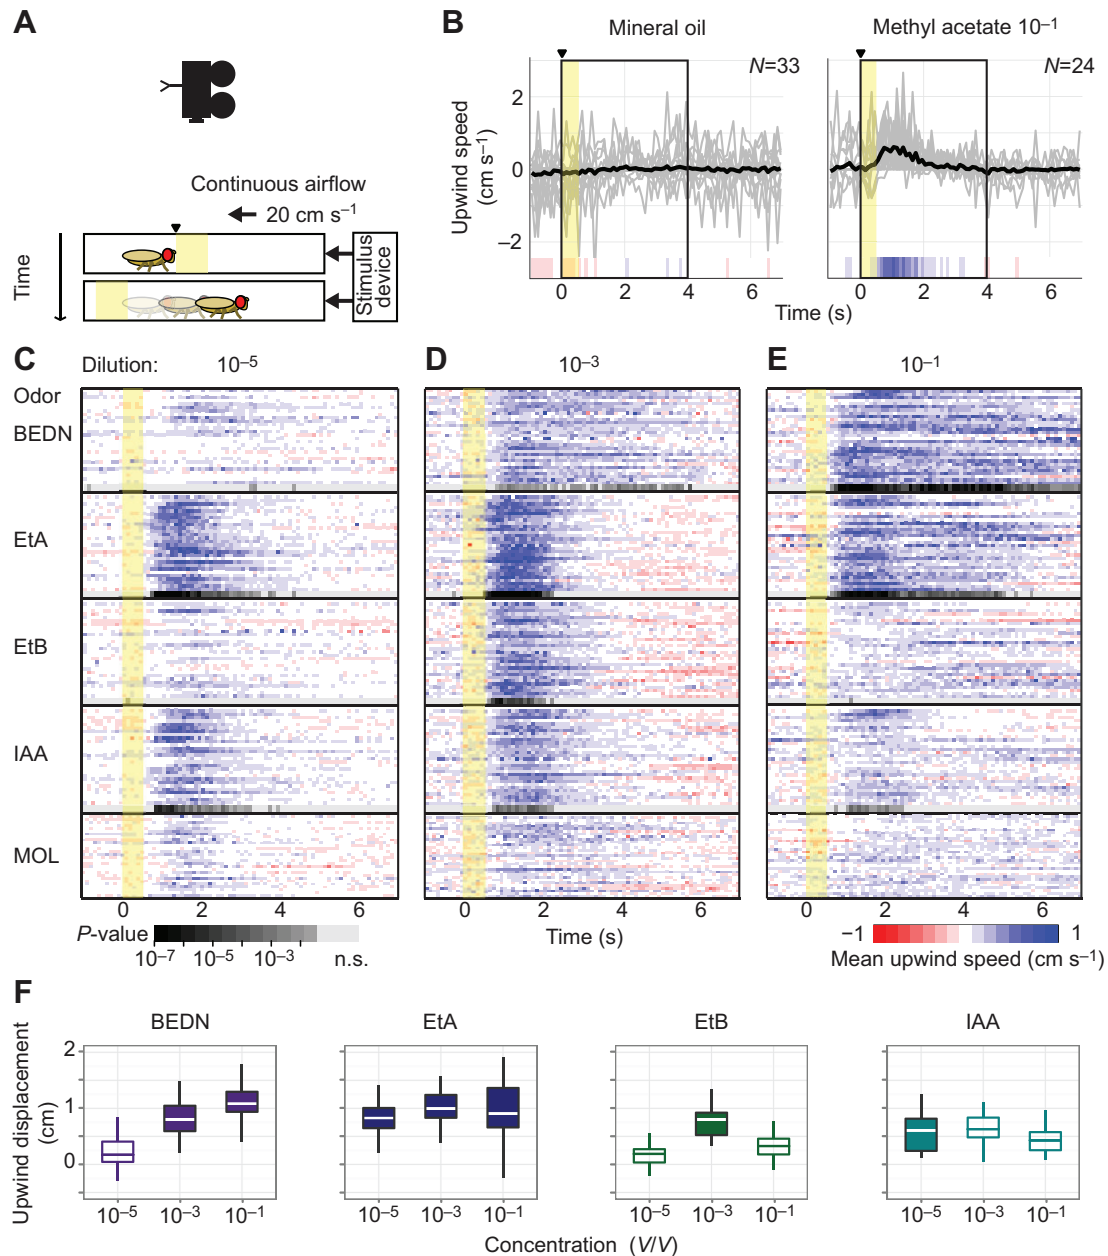 A
Continuous airflow
20 cm s–1
Time
Stimulus device
B
Mineral oil
Methyl acetate 10–1
N=33
N=24
Upwind speed (cm s–1)
2
0
–2
0 2 4 6
0 2 4 6
Time (s)
C
Dilution:
10–5
D
10–3
E
10–1
Odor
BEDN
EtA
EtB
IAA
MOL
0 2 4 6
0 2 4 6
0 2 4 6
Time (s)
P-value
10–7 10–5 10–3 n.s.
–1 1
Mean upwind speed (cm s–1)
F
BEDN
EtA
EtB
IAA
Upwind displacement (cm)
2
1
0
10–5 10–3 10–1
10–5 10–3 10–1
10–5 10–3 10–1
10–5 10–3 10–1
Concentration (V/V)